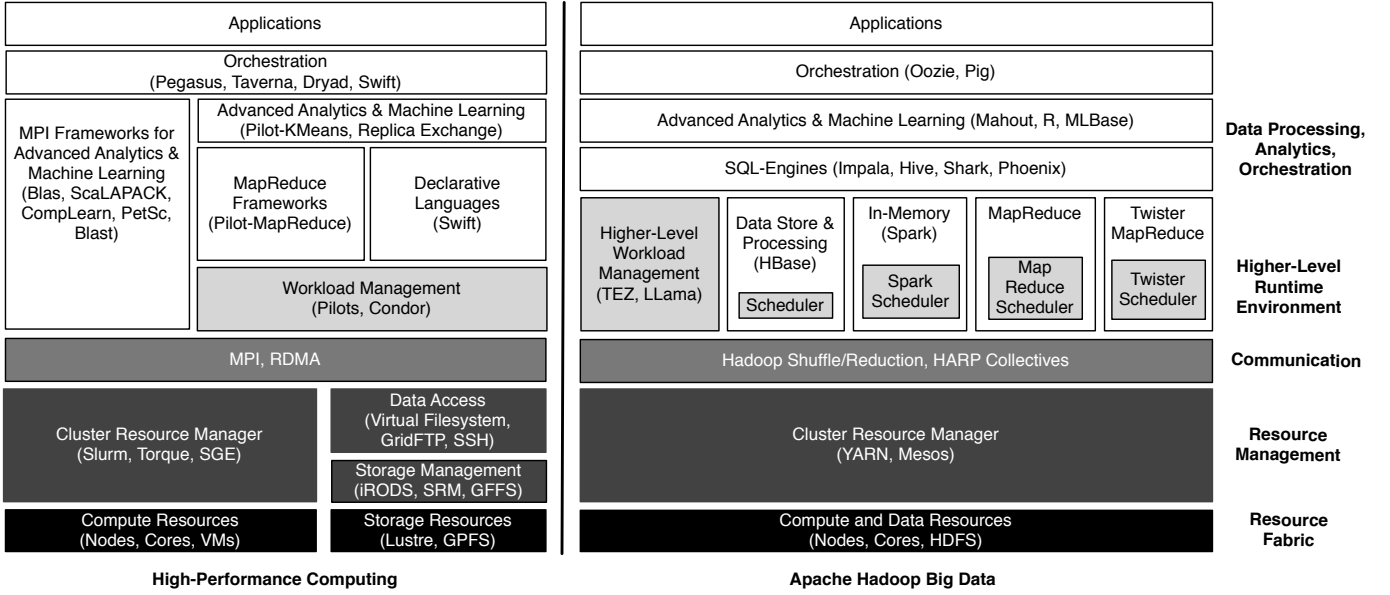 Applications
Orchestration
(Pegasus, Taverna, Dryad, Swift)
MPI Frameworks for
Advanced Analytics &
Machine Learning
(Blas, ScaLAPACK,
CompLearn, PetSc,
Blast)
Advanced Analytics & Machine Learning
(Pilot-KMeans, Replica Exchange)
MapReduce
Frameworks
(Pilot-MapReduce)
Declarative
Languages
(Swift)
Workload Management
(Pilots, Condor)
MPI, RDMA
Cluster Resource Manager
(Slurm, Torque, SGE)
Data Access
(Virtual Filesystem,
GridFTP, SSH)
Storage Management
(iRODS, SRM, GFFS)
Compute Resources
(Nodes, Cores, VMs)
Storage Resources
(Lustre, GPFS)
High-Performance Computing
Applications
Orchestration (Oozie, Pig)
Advanced Analytics & Machine Learning (Mahout, R, MLBase)
SQL-Engines (Impala, Hive, Shark, Phoenix)
Higher-Level
Workload
Management
(TEZ, LLama)
Data Store &
Processing
(HBase)
Scheduler
In-Memory
(Spark)
Spark
Scheduler
MapReduce
Map
Reduce
Scheduler
Twister
MapReduce
Twister
Scheduler
Hadoop Shuffle/Reduction, HARP Collectives
Cluster Resource Manager
(YARN, Mesos)
Compute and Data Resources
(Nodes, Cores, HDFS)
Apache Hadoop Big Data
Data Processing,
Analytics,
Orchestration
Higher-Level
Runtime
Environment
Communication
Resource
Management
Resource
Fabric